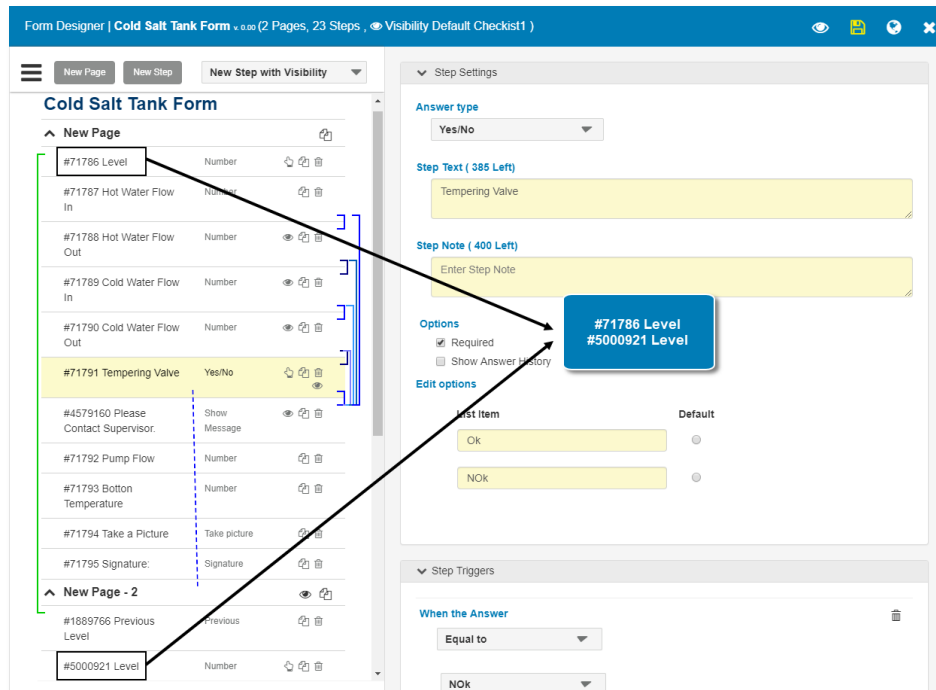 Form Designer | Cold Salt Tank Form v. 0.00 (2 Pages, 23 Steps , Visibility Default Checkist1 )
New Page New Step New Step with Visibility
Cold Salt Tank Form
New Page
#71786 Level Number
#71787 Hot Water Flow Number
In
#71788 Hot Water Flow Number
Out
#71789 Cold Water Flow Number
In
#71790 Cold Water Flow Number
Out
#71791 Tempering Valve Yes/No
#4579160 Please Show
Contact Supervisor. Message
#71792 Pump Flow Number
#71793 Botton Number
Temperature
#71794 Take a Picture Take picture
#71795 Signature: Signature
New Page - 2
#1889766 Previous Previous
Level
#5000921 Level Number
Step Settings
Answer type
Yes/No
Step Text ( 385 Left)
Tempering Valve
Step Note ( 400 Left)
Enter Step Note
Options
Required
Show Answer History
#71786 Level
#5000921 Level
Edit options
List Item Default
Ok
NOk
Step Triggers
When the Answer
Equal to
NOk